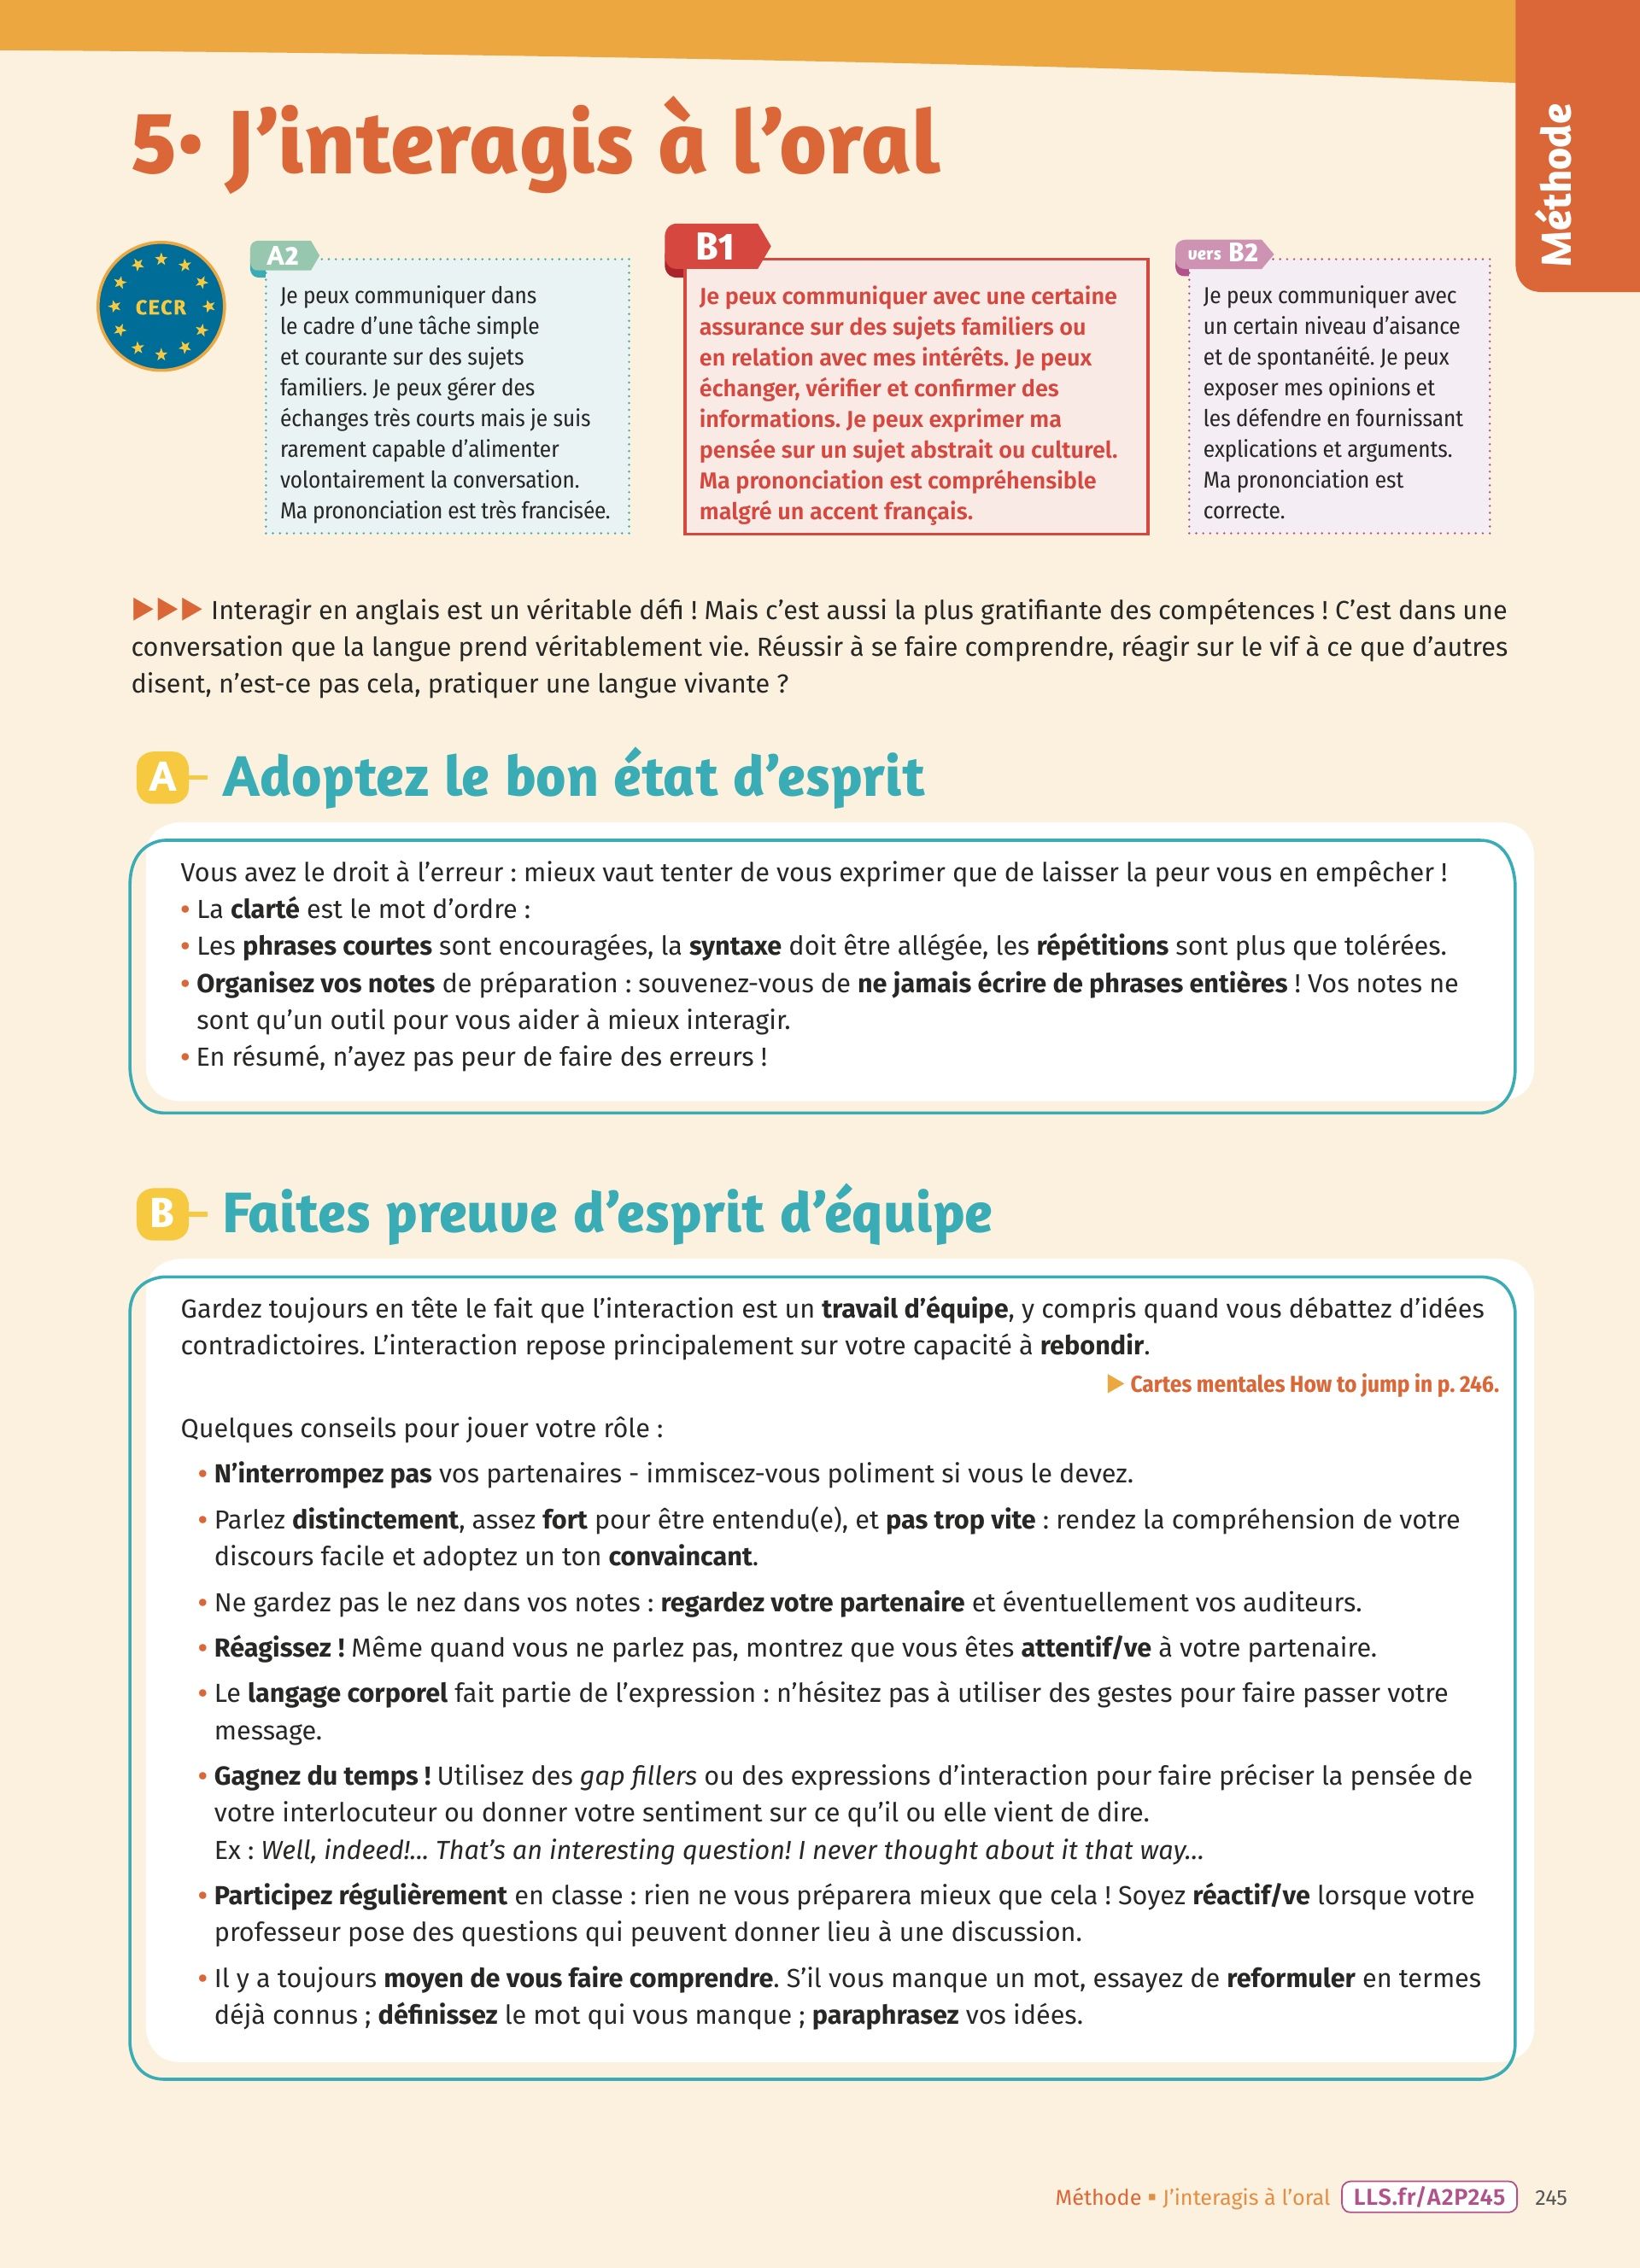 Méthode
5• J’interagis à l’oral
CECR
A2
Je peux communiquer dans
le cadre d’une tâche simple
et courante sur des sujets
familiers. Je peux gérer des
échanges très courts mais je suis
rarement capable d’alimenter
volontairement la conversation.
Ma prononciation est très francisée.
B1
Je peux communiquer avec une certaine
assurance sur des sujets familiers ou
en relation avec mes intérêts. Je peux
échanger, vérifier et confirmer des
informations. Je peux exprimer ma
pensée sur un sujet abstrait ou culturel.
Ma prononciation est compréhensible
malgré un accent français.
vers B2
Je peux communiquer avec
un certain niveau d’aisance
et de spontanéité. Je peux
exposer mes opinions et
les défendre en fournissant
explications et arguments.
Ma prononciation est
correcte.
▶▶▶ Interagir en anglais est un véritable défi ! Mais c’est aussi la plus gratifiante des compétences ! C’est dans une
conversation que la langue prend véritablement vie. Réussir à se faire comprendre, réagir sur le vif à ce que d’autres
disent, n’est-ce pas cela, pratiquer une langue vivante ?
A Adoptez le bon état d’esprit
Vous avez le droit à l’erreur : mieux vaut tenter de vous exprimer que de laisser la peur vous en empêcher !
• La clarté est le mot d’ordre :
• Les phrases courtes sont encouragées, la syntaxe doit être allégée, les répétitions sont plus que tolérées.
• Organisez vos notes de préparation : souvenez-vous de ne jamais écrire de phrases entières ! Vos notes ne
sont qu’un outil pour vous aider à mieux interagir.
• En résumé, n’ayez pas peur de faire des erreurs !
B Faites preuve d’esprit d’équipe
Gardez toujours en tête le fait que l’interaction est un travail d’équipe, y compris quand vous débattez d’idées
contradictoires. L’interaction repose principalement sur votre capacité à rebondir.
▶ Cartes mentales How to jump in p. 246.
Quelques conseils pour jouer votre rôle :
• N’interrompez pas vos partenaires - immiscez-vous poliment si vous le devez.
• Parlez distinctement, assez fort pour être entendu(e), et pas trop vite : rendez la compréhension de votre
discours facile et adoptez un ton convaincant.
• Ne gardez pas le nez dans vos notes : regardez votre partenaire et éventuellement vos auditeurs.
• Réagissez ! Même quand vous ne parlez pas, montrez que vous êtes attentif/ve à votre partenaire.
• Le langage corporel fait partie de l’expression : n’hésitez pas à utiliser des gestes pour faire passer votre
message.
• Gagnez du temps ! Utilisez des gap fillers ou des expressions d’interaction pour faire préciser la pensée de
votre interlocuteur ou donner votre sentiment sur ce qu’il ou elle vient de dire.
Ex : Well, indeed!... That’s an interesting question! I never thought about it that way...
• Participez régulièrement en classe : rien ne vous préparera mieux que cela ! Soyez réactif/ve lorsque votre
professeur pose des questions qui peuvent donner lieu à une discussion.
• Il y a toujours moyen de vous faire comprendre. S’il vous manque un mot, essayez de reformuler en termes
déjà connus ; définissez le mot qui vous manque ; paraphrasez vos idées.
Méthode ▪ J’interagis à l’oral LLS.fr/A2P245 245